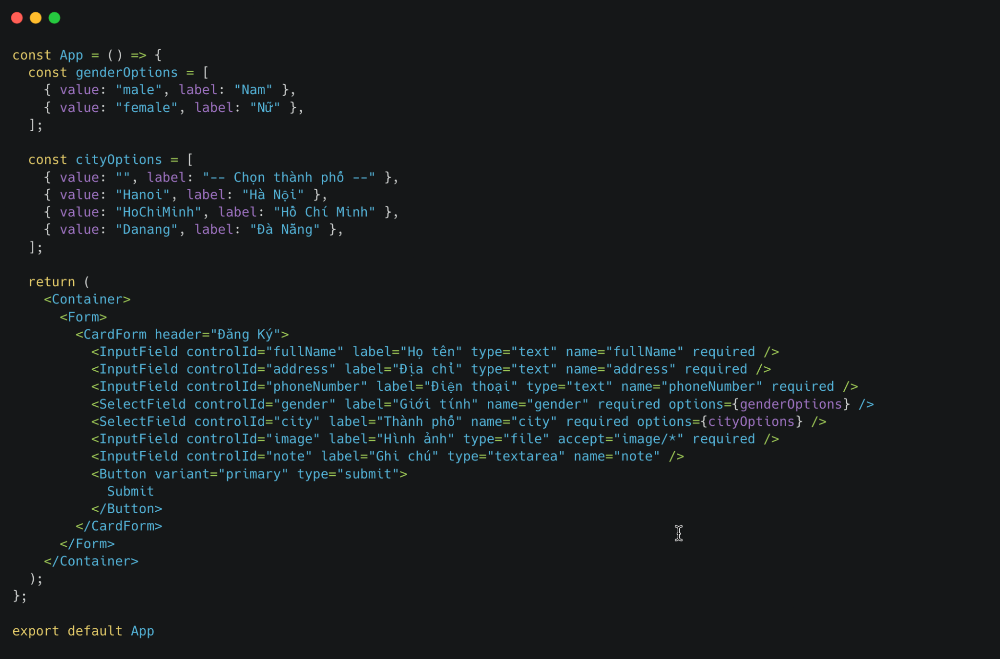 const App = () => {
  const genderOptions = [
    { value: "male", label: "Nam" },
    { value: "female", label: "Nữ" },
  ];

  const cityOptions = [
    { value: "", label: "-- Chọn thành phố --" },
    { value: "Hanoi", label: "Hà Nội" },
    { value: "HoChiMinh", label: "Hồ Chí Minh" },
    { value: "Danang", label: "Đà Nẵng" },
  ];

  return (
    <Container>
      <Form>
        <CardForm header="Đăng Ký">
          <InputField controlId="fullName" label="Họ tên" type="text" name="fullName" required />
          <InputField controlId="address" label="Địa chỉ" type="text" name="address" required />
          <InputField controlId="phoneNumber" label="Điện thoại" type="text" name="phoneNumber" required />
          <SelectField controlId="gender" label="Giới tính" name="gender" required options={genderOptions} />
          <SelectField controlId="city" label="Thành phố" name="city" required options={cityOptions} />
          <InputField controlId="image" label="Hình ảnh" type="file" accept="image/*" required />
          <InputField controlId="note" label="Ghi chú" type="textarea" name="note" />
          <Button variant="primary" type="submit">
            Submit
          </Button>
        </CardForm>
      </Form>
    </Container>
  );
};

export default App